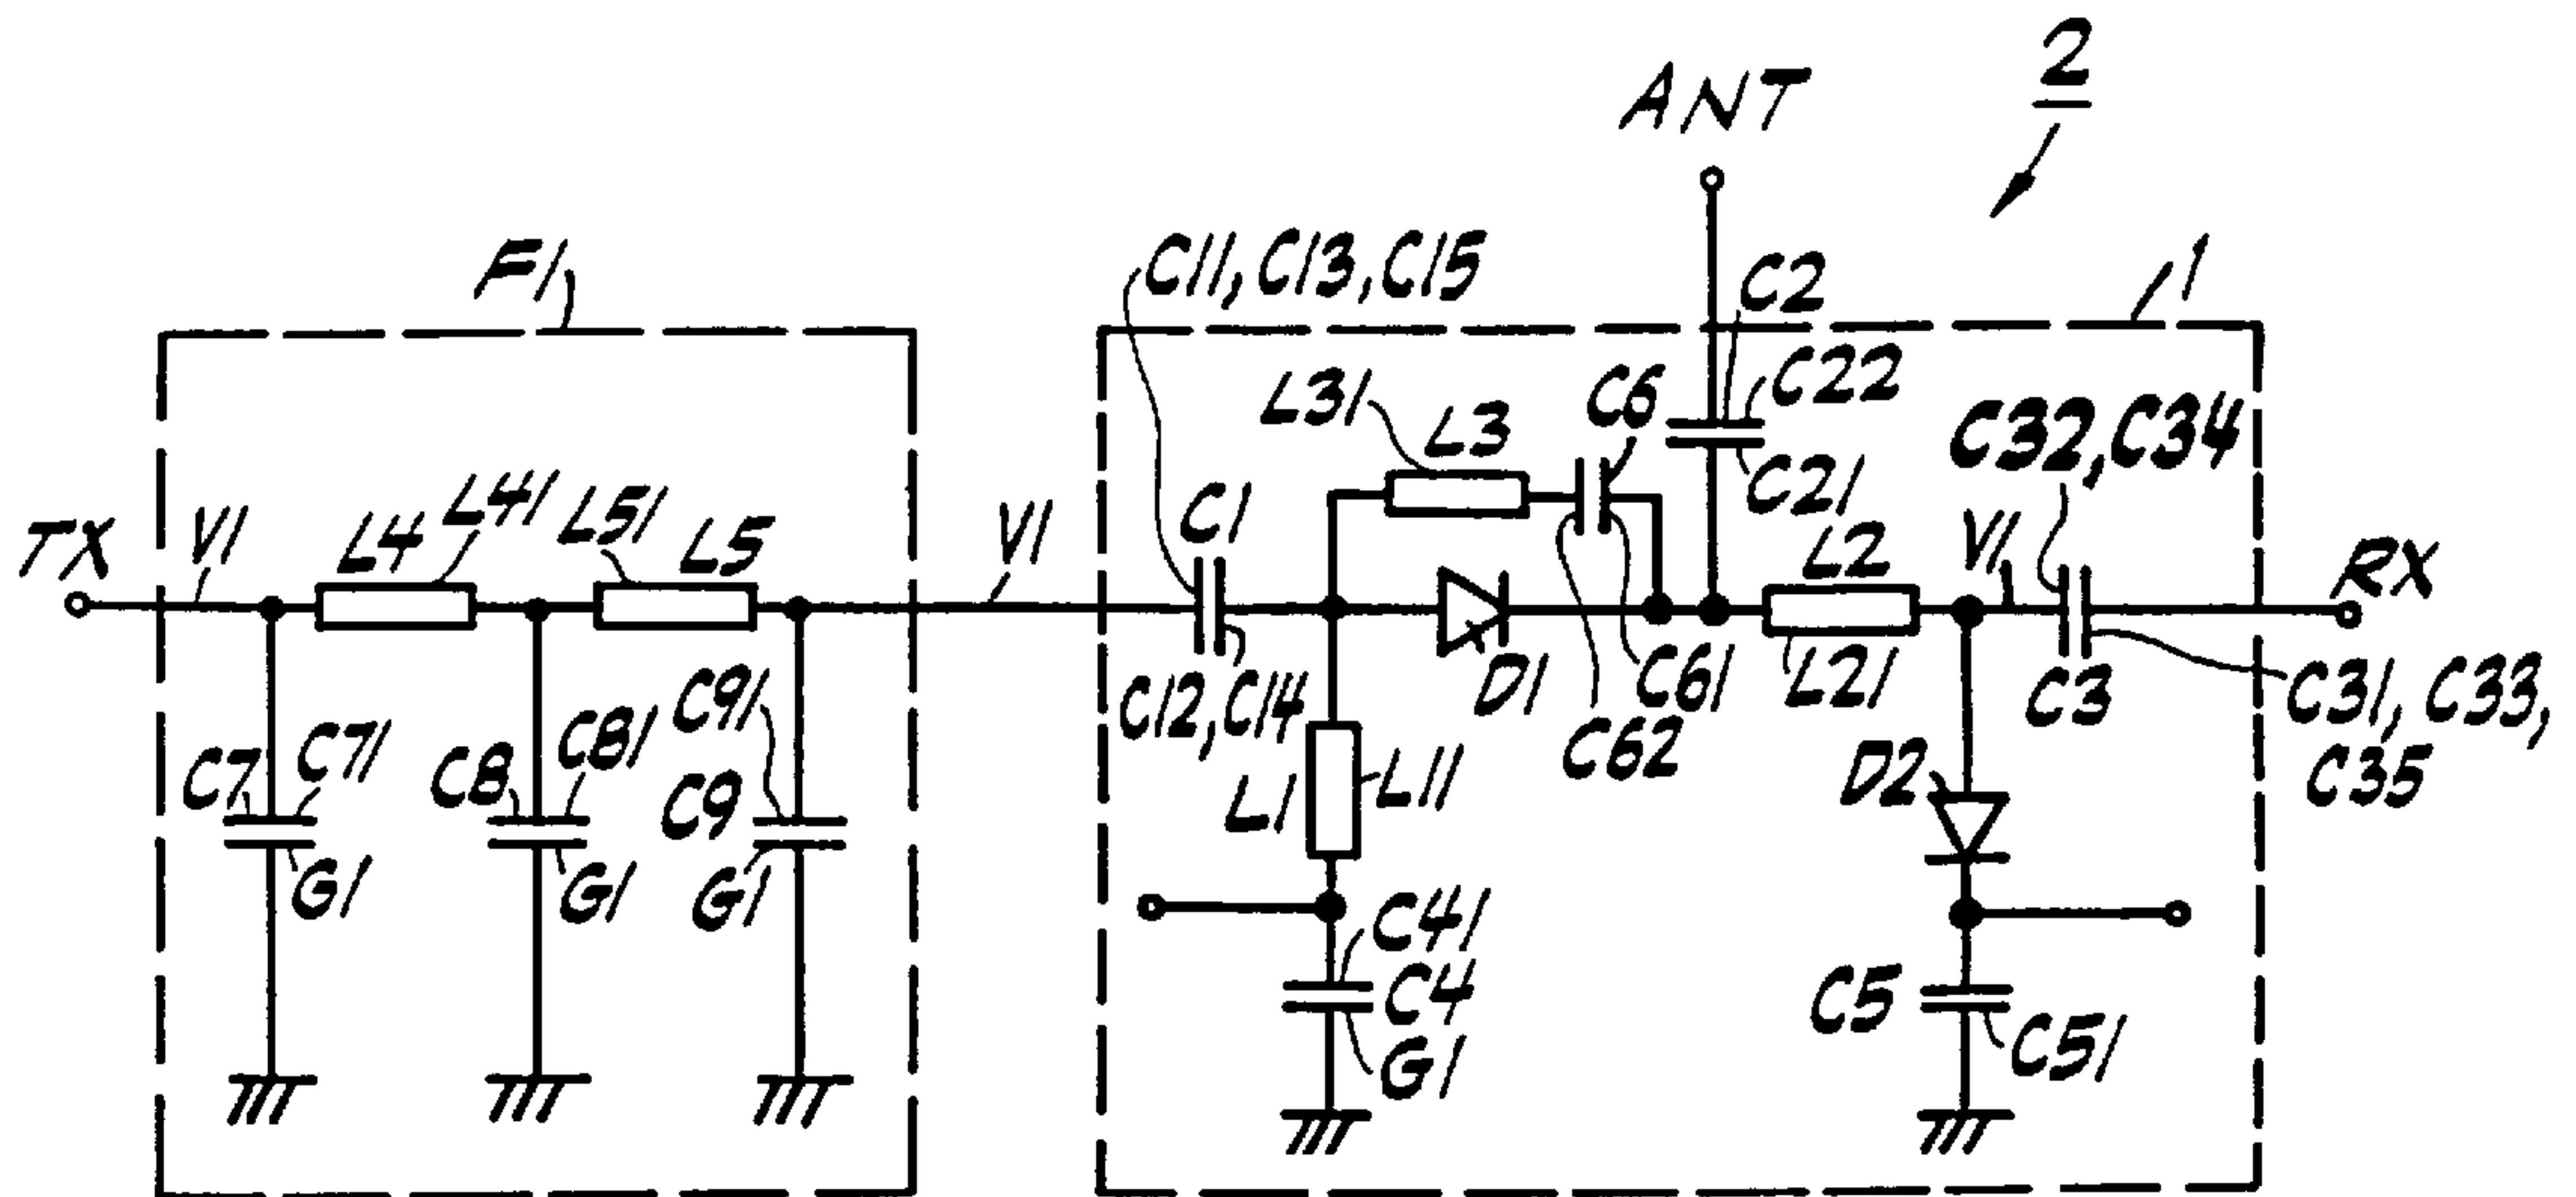 2
ANT
F1
C11, C13, C15
C2
1
L31
L3
C6
C22
C21
C32, C34
TX
V1
L4
L41
L51
L5
V1
C1
L2
V1
RX
C12, C14
D1
C62
C61
L21
C3
C31, C33,
C35
C7
C71
C8
C81
C91
C9
L1
L11
D2
G1
G1
G1
C41
C4
G1
C5
C51